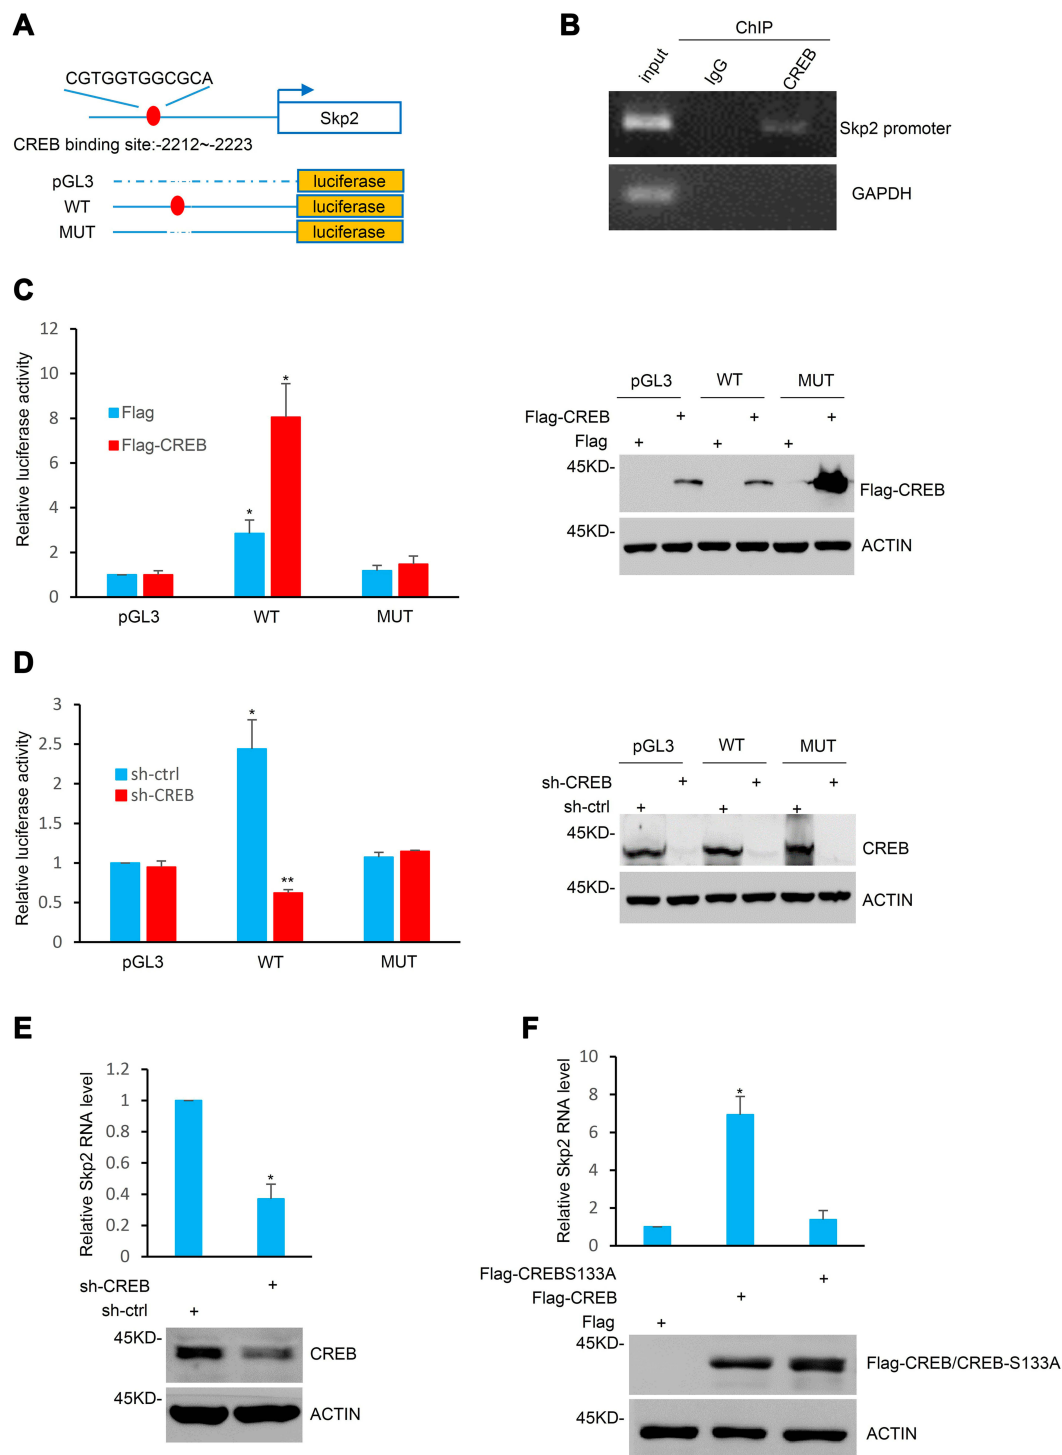 A
CGTGGTGGCGCA
Skp2
CREB binding site:-2212~-2223
pGL3
luciferase
WT
luciferase
MUT
luciferase
B
ChIP
input
IgG
CREB
Skp2 promoter
GAPDH
C
Relative luciferase activity
12
10
8
6
4
2
0
Flag
Flag-CREB
*
*
pGL3
WT
MUT
pGL3
WT
MUT
Flag-CREB
+
+
+
Flag
+
+
+
45KD-
Flag-CREB
45KD-
ACTIN
D
Relative luciferase activity
3
2.5
2
1.5
1
0.5
0
sh-ctrl
sh-CREB
*
**
pGL3
WT
MUT
pGL3
WT
MUT
sh-CREB
+
+
+
sh-ctrl
+
+
+
45KD-
CREB
45KD-
ACTIN
E
Relative Skp2 RNA level
1.2
1
0.8
0.6
0.4
0.2
0
*
sh-CREB
+
sh-ctrl
+
45KD-
CREB
45KD-
ACTIN
F
Relative Skp2 RNA level
10
8
6
4
2
0
*
Flag-CREBS133A
+
Flag-CREB
+
Flag
+
45KD-
Flag-CREB/CREB-S133A
45KD-
ACTIN